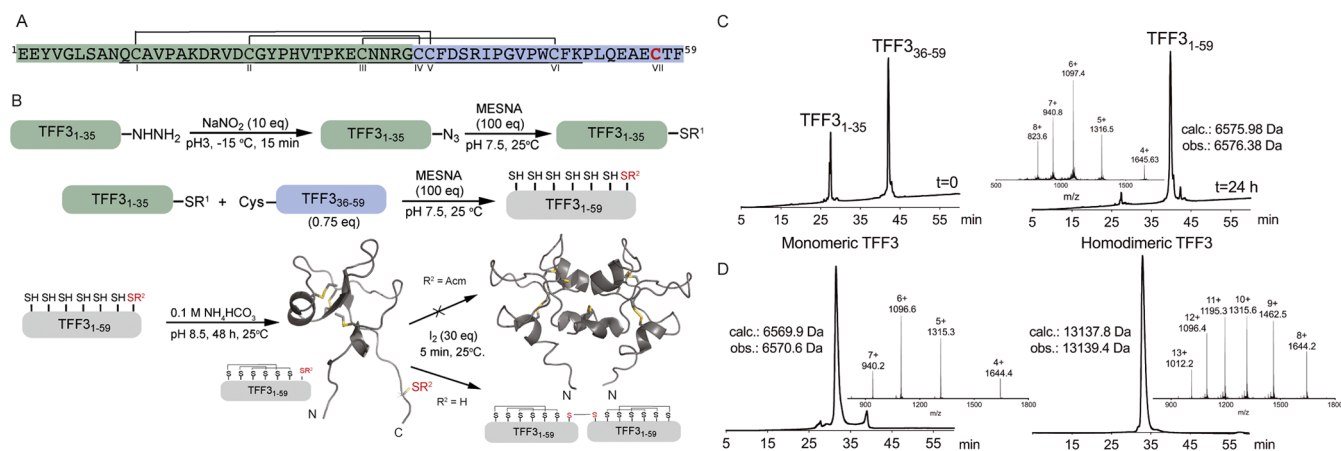 A
1EEYVGLSANQCAVPAKDRVDCGYPHVTPKECNNRGCCFDSRIPGVPWCFKPLQEAECTF59
I II III IV V VI VII
B
TFF31-35 NHNH2
NaNO2 (10 eq)
pH3, -15 °C, 15 min
TFF31-35 N3
MESNA
(100 eq)
pH 7.5, 25°C
TFF31-35 SR1
TFF31-35 SR1 + Cys TFF336-59
(0.75 eq)
MESNA
(100 eq)
pH 7.5, 25 °C
SH SH SH SH SH SH SR2
TFF31-59
SH SH SH SH SH SH SR2
TFF31-59
0.1 M NH4HCO3
pH 8.5, 48 h, 25°C
S S S S S S SR2
TFF31-59
N
C
SR2
R2 = Acm
I2 (30 eq)
5 min, 25°C.
R2 = H
N N
S S S S S S S S S S S S S S
TFF31-59 TFF31-59
C
TFF31-35
TFF336-59
t=0
5 15 25 35 45 60 min
TFF31-59
8+
823.6
7+
940.8
6+
1097.4
5+
1316.5
4+
1645.63
500 1000 1500
m/z
calc.: 6575.98 Da
obs.: 6576.38 Da
t=24 h
5 15 25 35 45 60 min
Monomeric TFF3
Homodimeric TFF3
D
calc.: 6569.9 Da
obs.: 6570.6 Da
7+
940.2
6+
1096.6
5+
1315.3
4+
1644.4
900 1200 1500 1800
m/z
5 15 25 35 45 60 min
calc.: 13137.8 Da
obs.: 13139.4 Da
13+
1012.2
12+
1096.4
11+
1195.3
10+
1315.6
9+
1462.5
8+
1644.2
900 1200 1500 1800
m/z
5 15 25 35 45 60 min